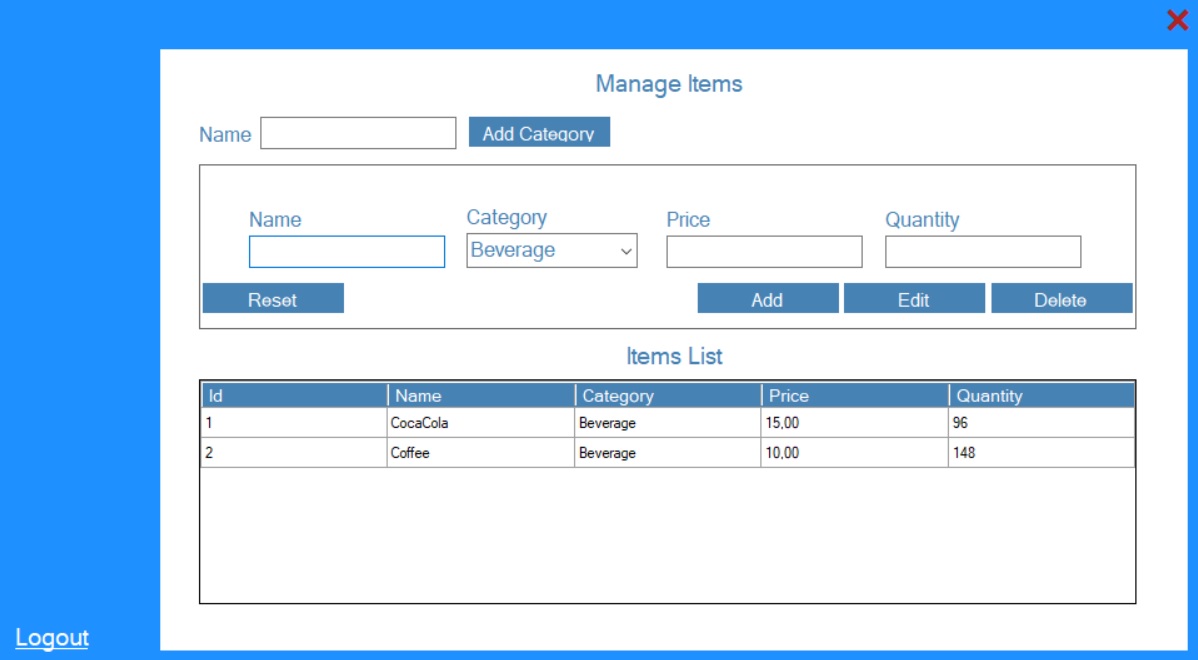 Manage Items
Name Add Category
Name Category Price Quantity
Beverage
Reset Add Edit Delete
Items List
Id Name Category Price Quantity
1 CocaCola Beverage 15,00 96
2 Coffee Beverage 10,00 148
Logout